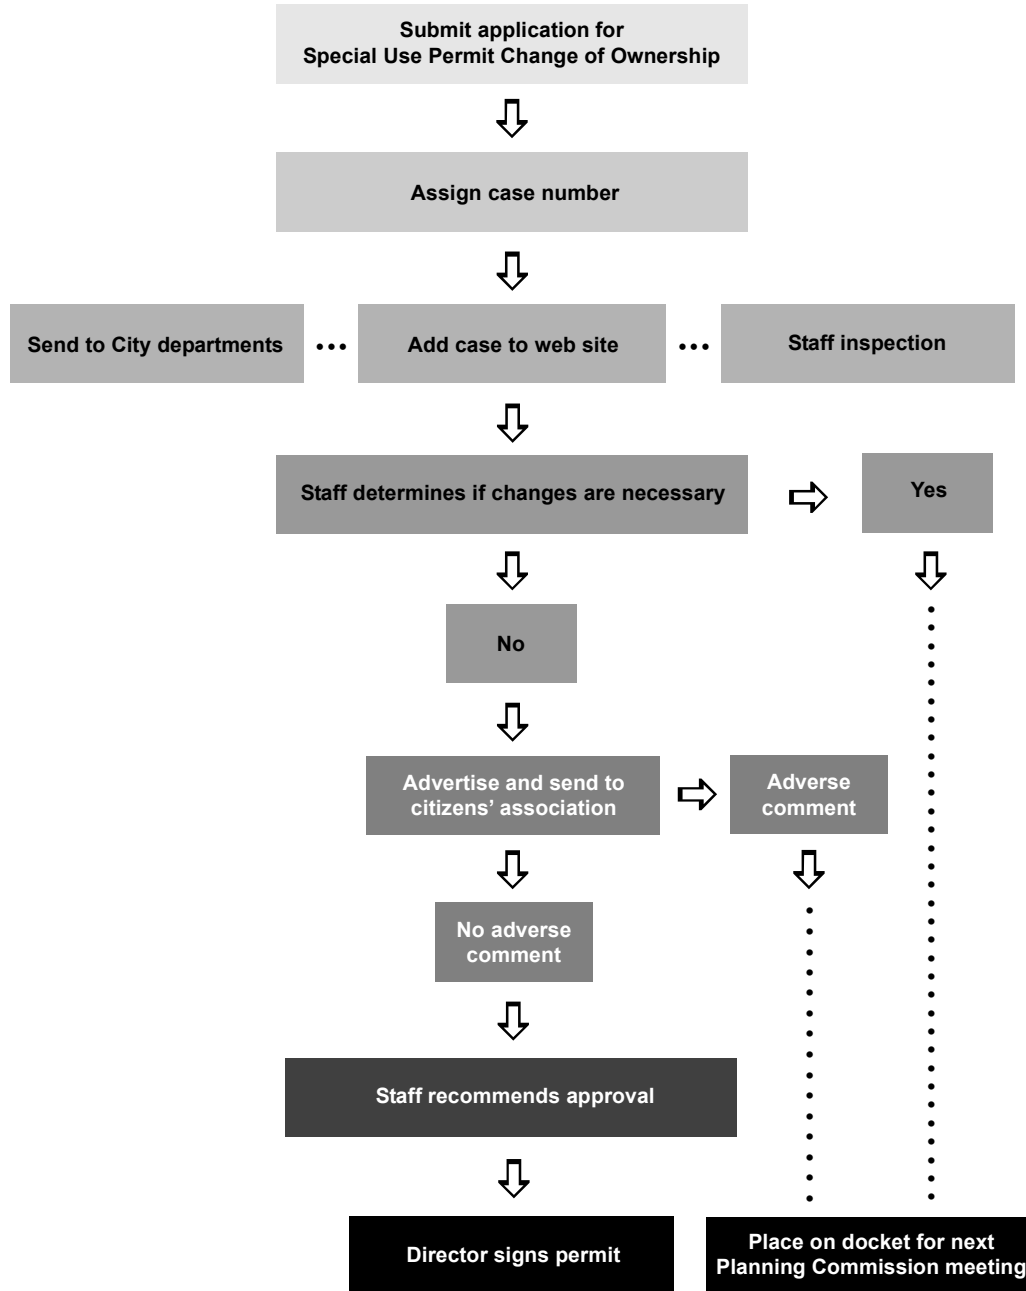 Submit application for
Special Use Permit Change of Ownership
Assign case number
Send to City departments
Add case to web site
Staff inspection
Staff determines if changes are necessary
Yes
No
Advertise and send to
citizens’ association
Adverse
comment
No adverse
comment
Staff recommends approval
Director signs permit
Place on docket for next
Planning Commission meeting